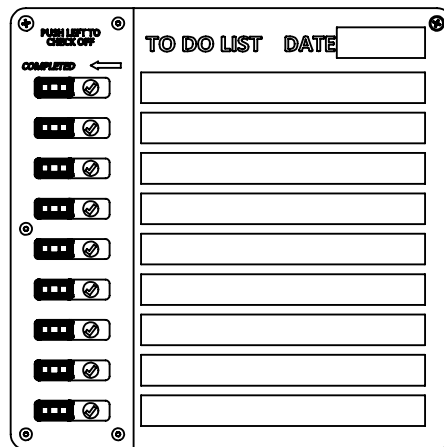 PUSH LEFT TO
CHECK OFF
COMPLETED
TO DO LIST DATE